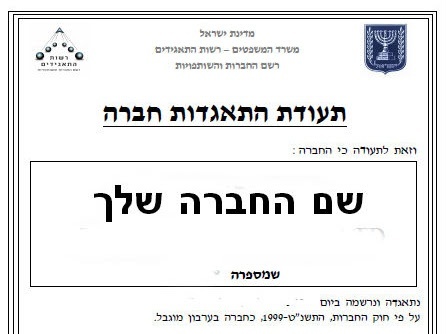 מדינת ישראל
משרד המשפטים - רשות התאגידים
רשם החברות והשותפויות
רשות
התאגידים
תעודת התאגדות חברה
וזאת לתעודה כי החברה:
שם החברה שלך
שמספרה
נתאגדה ונרשמה ביום
על פי חוק החברות, התשנ"ט-1999, כחברה בערבון מוגבל.